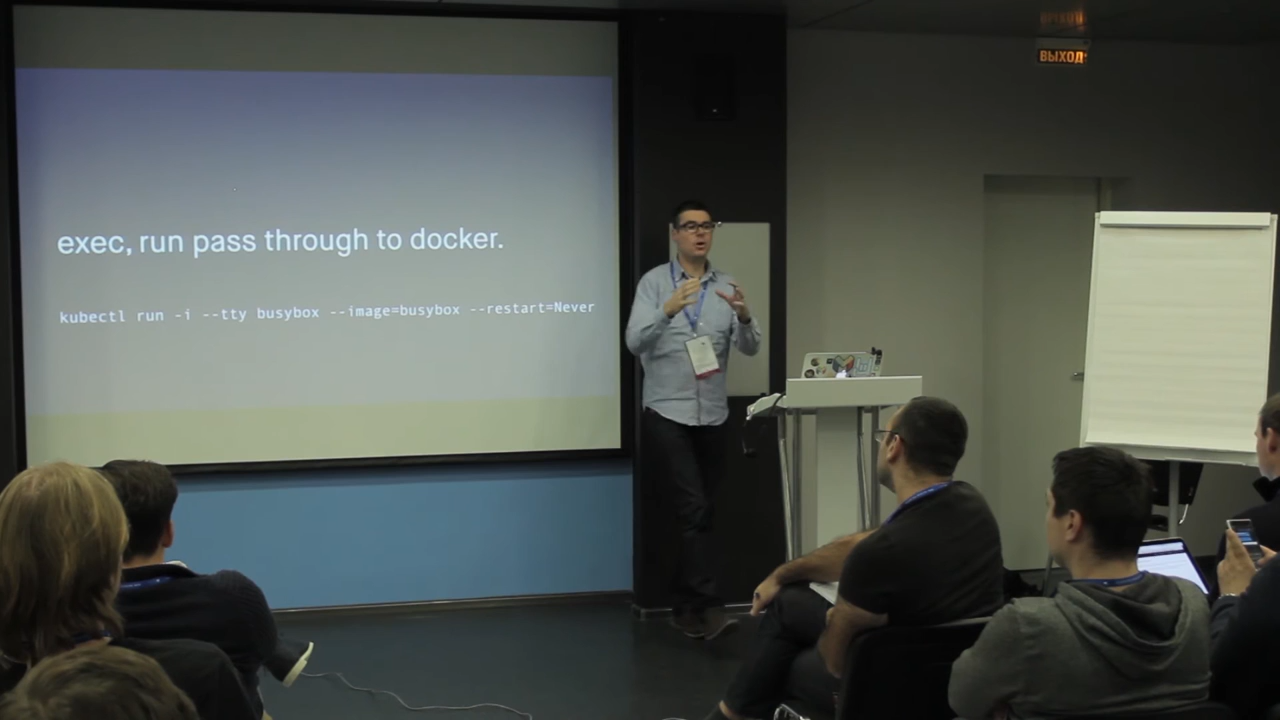 exec, run pass through to docker.
kubectl run -i --tty busybox --image=busybox --restart=Never
ВЫХОД